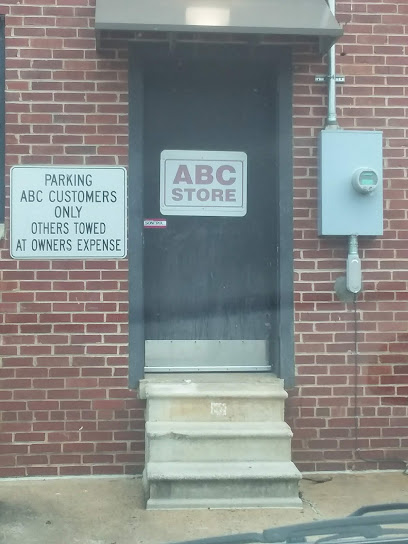 PARKING
ABC CUSTOMERS
ONLY
OTHERS TOWED
AT OWNERS EXPENSE
ABC
STORE